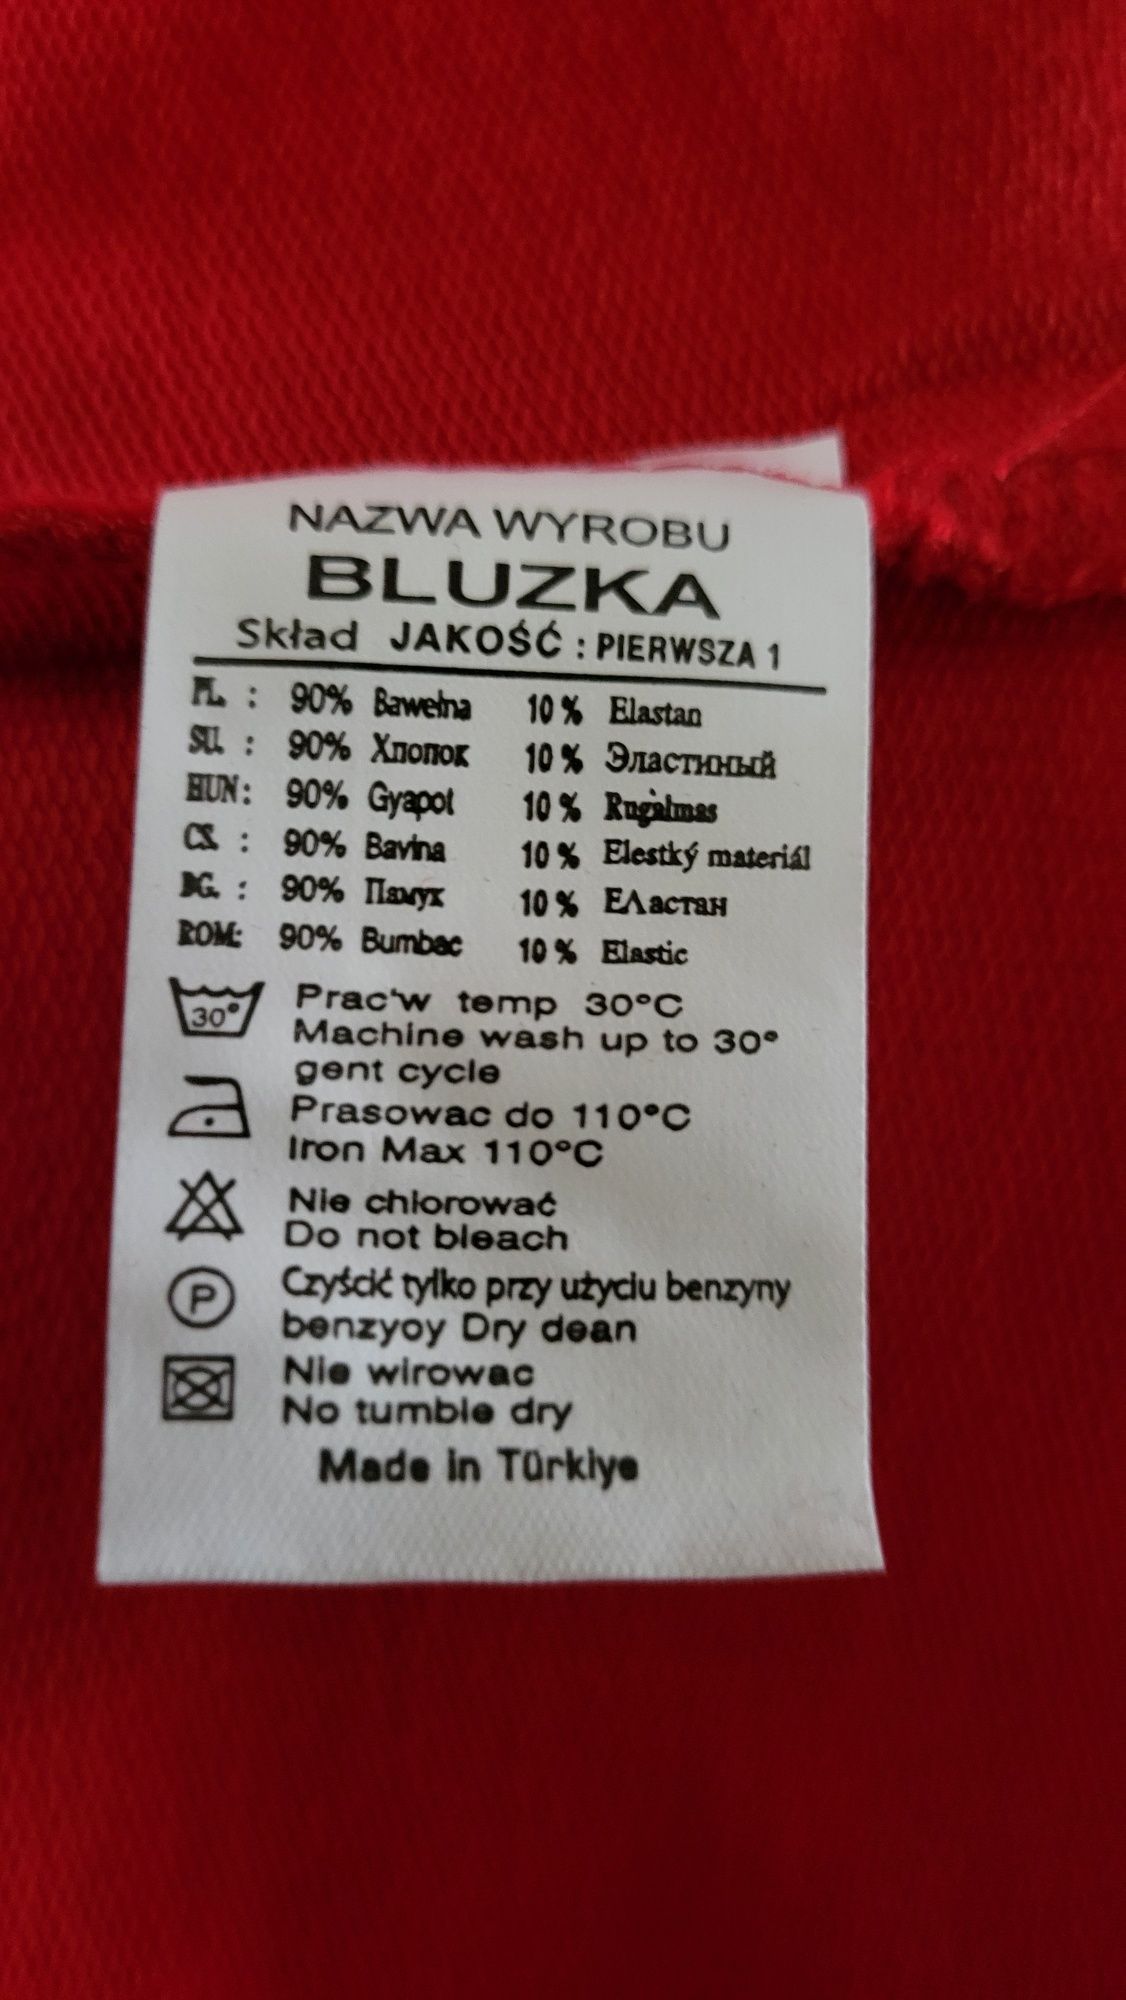 NAZWA WYROBU
BLUZKA
Skład JAKOŚĆ : PIERWSZA 1
PL. : 90% Bawełna 10 % Elastan
SU. : 90% Хлопок 10 % Эластиный
HUN: 90% Gyapot 10 % Rugalmas
CS. : 90% Bavina 10 % Elestký materiál
BG. : 90% Памук 10 % ЕЛастан
ROM: 90% Bumbac 10 % Elastic
30° Prac'w temp 30°C
Machine wash up to 30°
gent cycle
Prasowac do 110°C
Iron Max 110°C
Nie chlorować
Do not bleach
P Czyścić tylko przy użyciu benzyny
benzyoy Dry dean
Nie wirowac
No tumble dry
Made in Türkiye